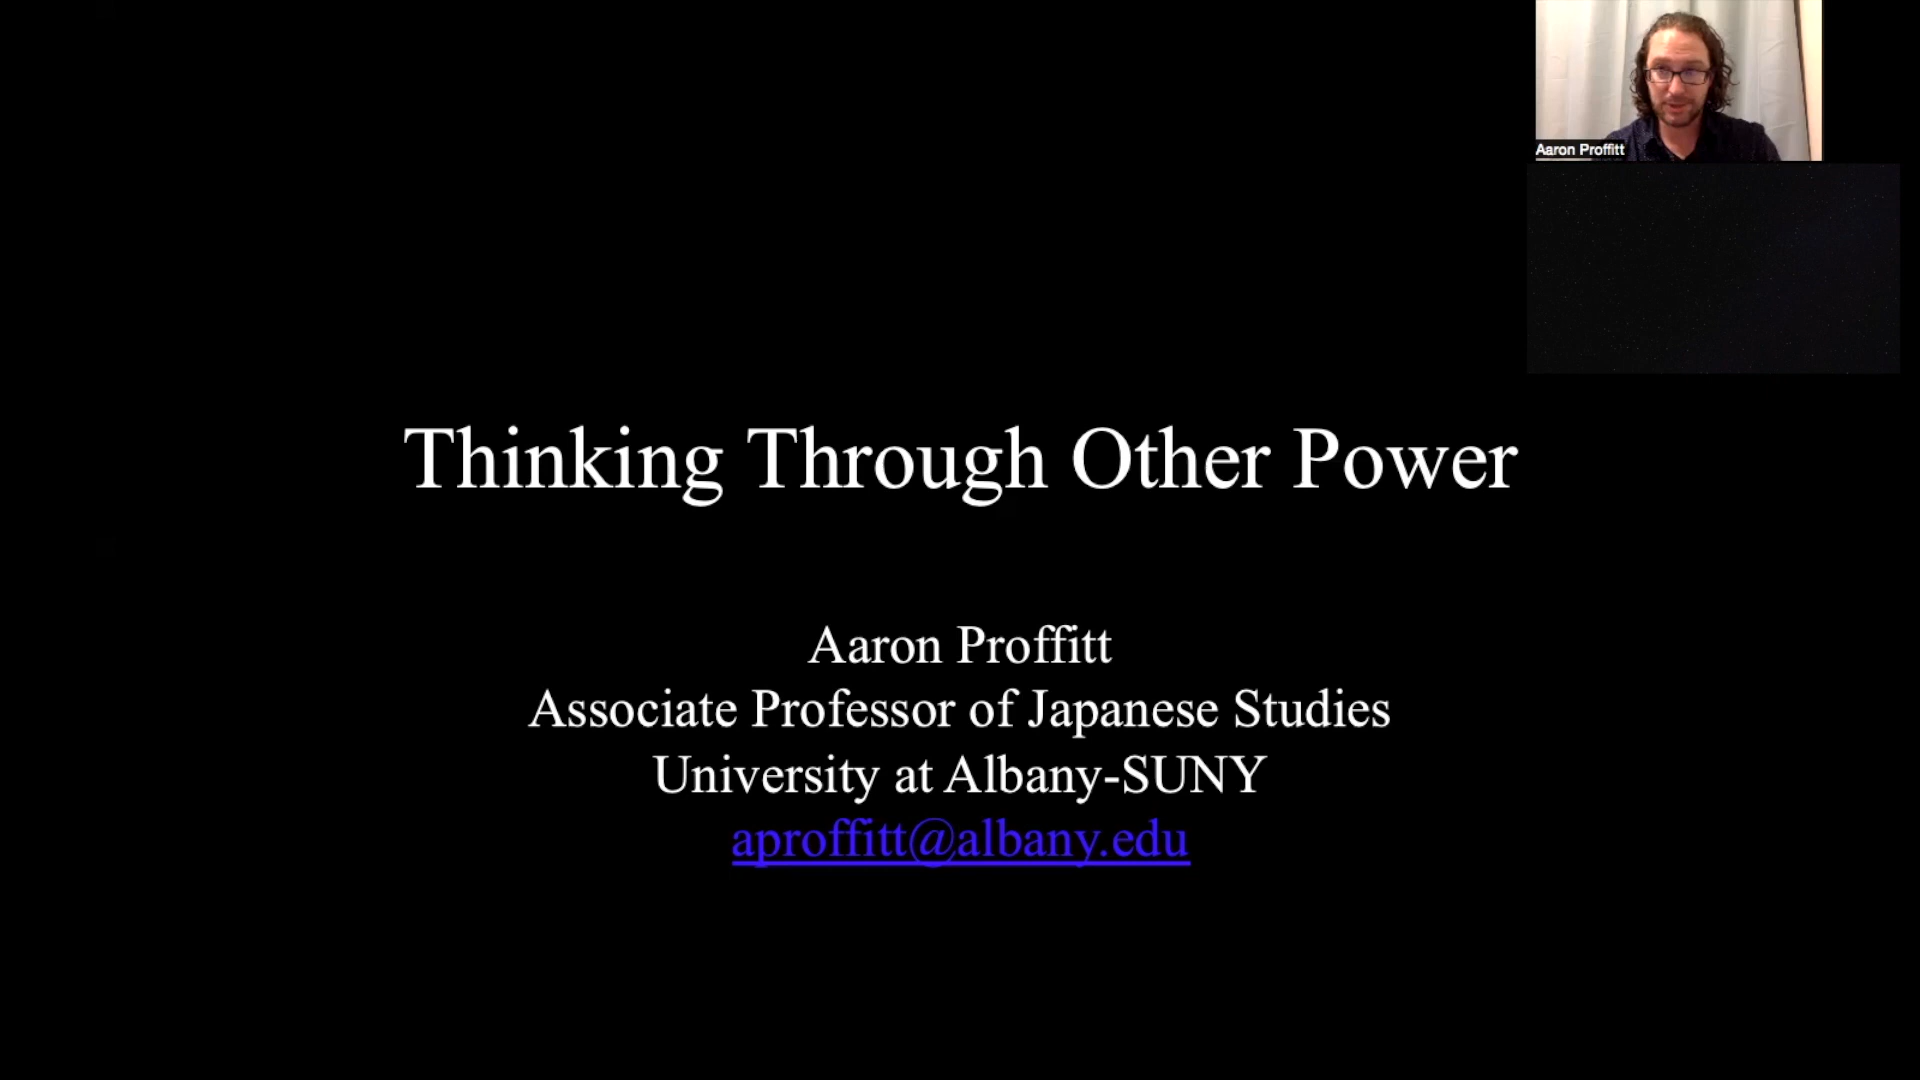 Aaron Proffitt
Thinking Through Other Power
Aaron Proffitt
Associate Professor of Japanese Studies
University at Albany-SUNY
aproffitt@albany.edu